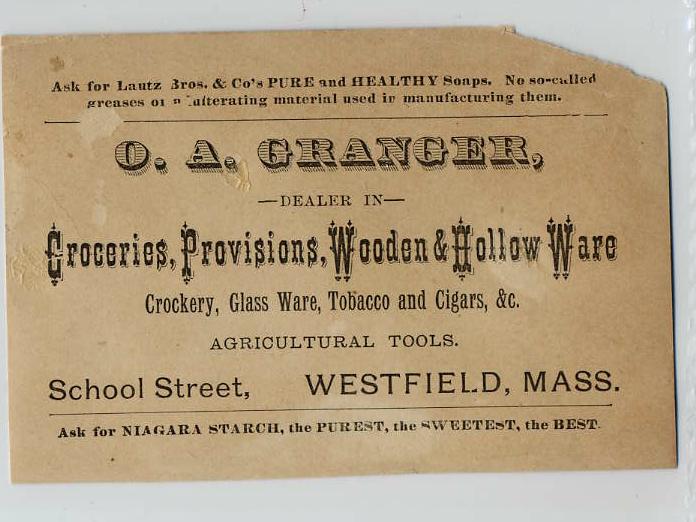 Ask for Lautz Bros. & Co's PURE and HEALTHY Soaps. No so-called
greases or material used in manufacturing them.
O. A. GRANGER,
—DEALER IN—
Groceries, Provisions, Wooden & Hollow Ware
Crockery, Glass Ware, Tobacco and Cigars, &c.
AGRICULTURAL TOOLS.
School Street, WESTFIELD, MASS.
Ask for NIAGARA STARCH, the PUREST, the SWEETEST, the BEST.